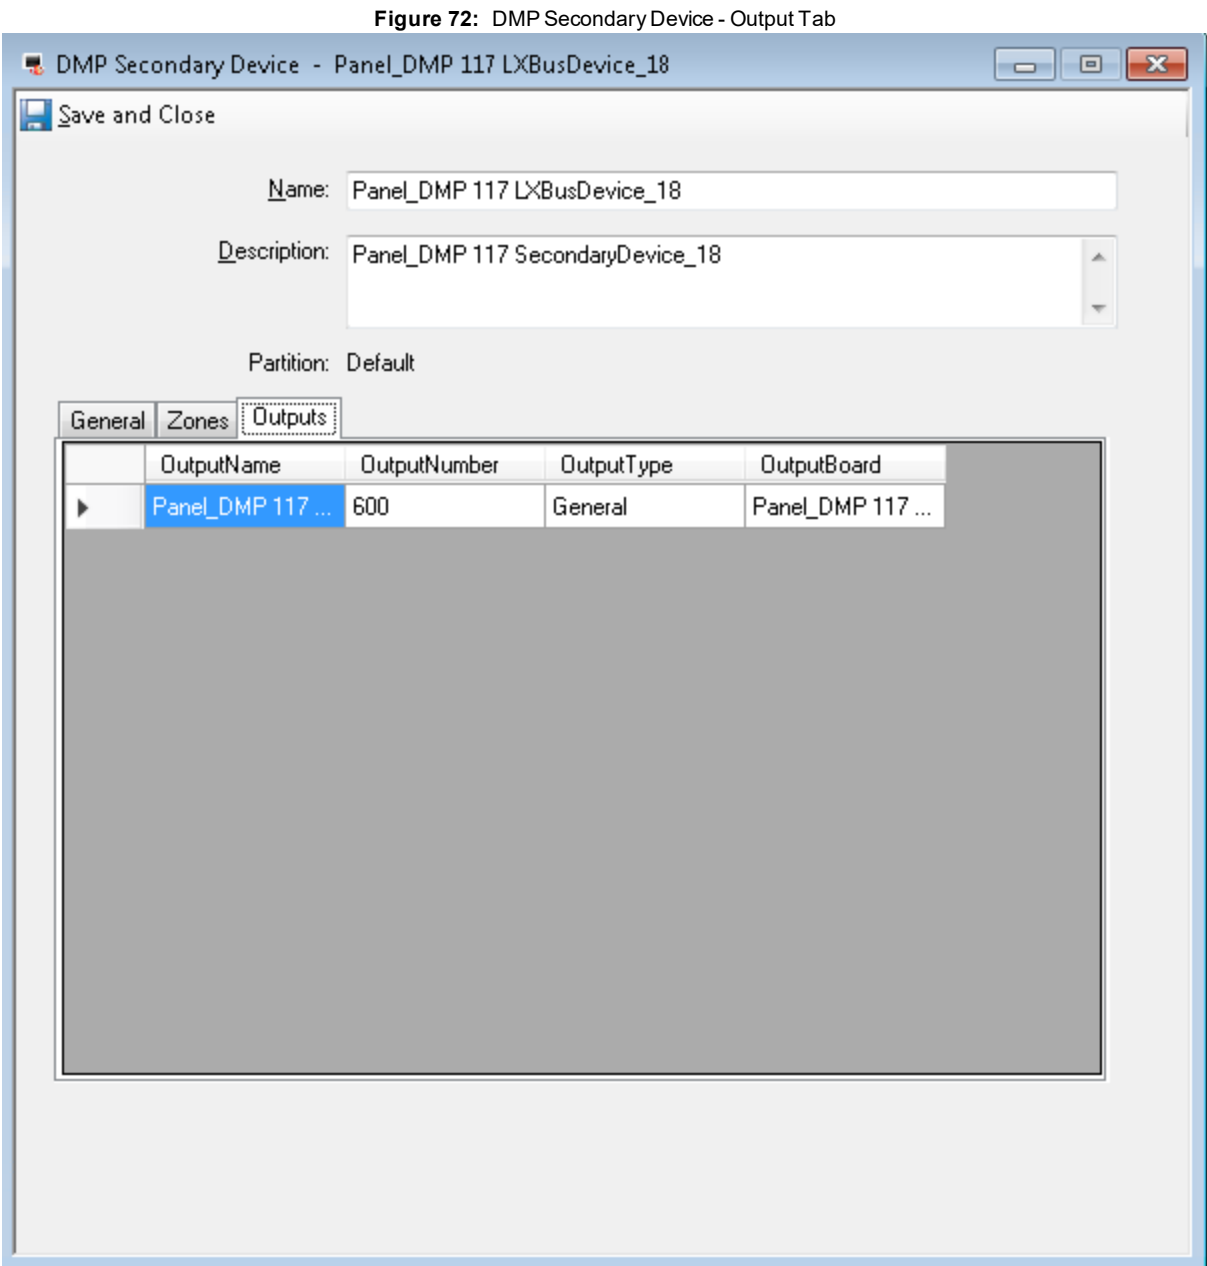 Figure 72: DMP Secondary Device - Output Tab
DMP Secondary Device - Panel_DMP 117 LXBusDevice_18
Save and Close
Name: Panel_DMP 117 LXBusDevice_18
Description: Panel_DMP 117 SecondaryDevice_18
Partition: Default
General Zones Outputs
OutputName OutputNumber OutputType OutputBoard
Panel_DMP 117 ... 600 General Panel_DMP 117 ...